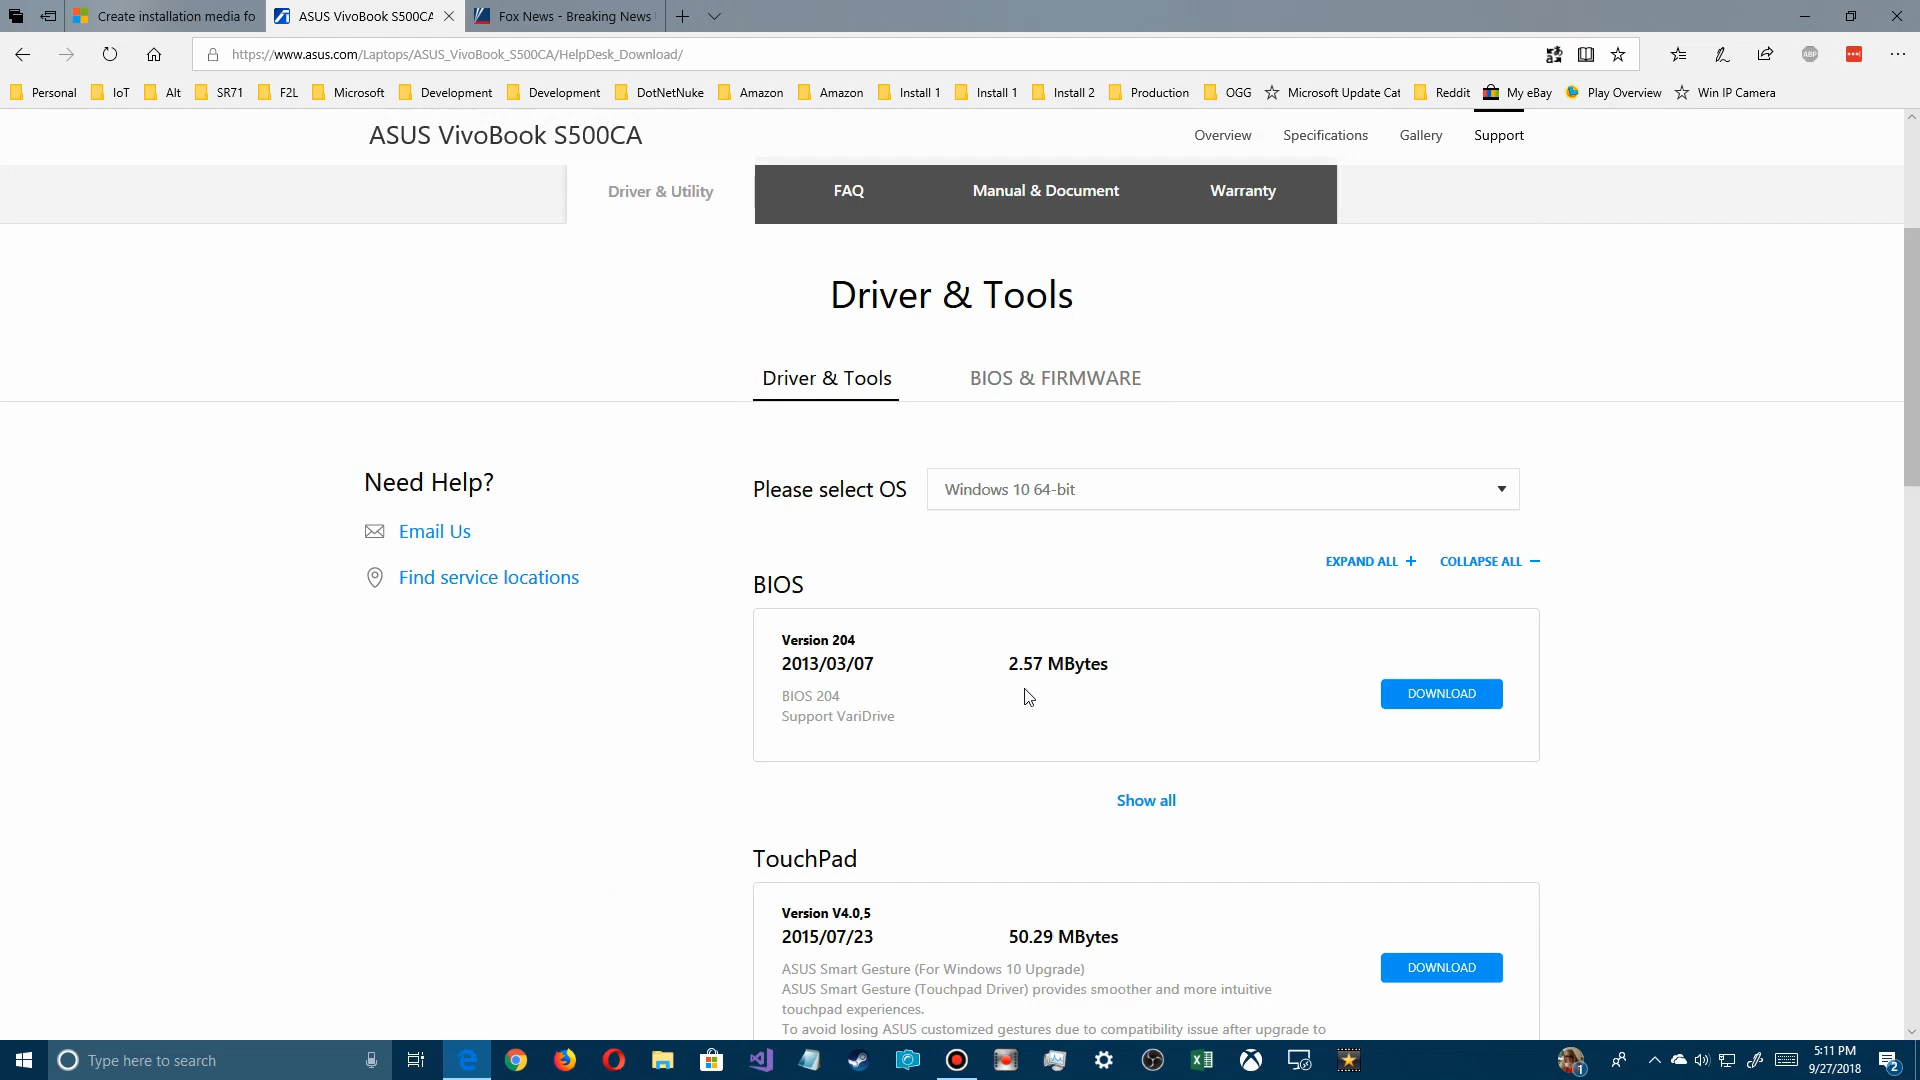 Create installation media fo
ASUS VivoBook S500CA
Fox News - Breaking News
https://www.asus.com/Laptops/ASUS_VivoBook_S500CA/HelpDesk_Download/
ABP
Personal
IoT
Alt
SR71
F2L
Microsoft
Development
Development
DotNetNuke
Amazon
Amazon
Install 1
Install 1
Install 2
Production
OGG
Microsoft Update Cat
Reddit
My eBay
Play Overview
Win IP Camera
ASUS VivoBook S500CA
Overview
Specifications
Gallery
Support
Driver & Utility
FAQ
Manual & Document
Warranty
Driver & Tools
Driver & Tools
BIOS & FIRMWARE
Need Help?
Email Us
Find service locations
Please select OS
Windows 10 64-bit
EXPAND ALL +
COLLAPSE ALL −
BIOS
Version 204
2013/03/07
2.57 MBytes
BIOS 204
Support VariDrive
DOWNLOAD
Show all
TouchPad
Version V4.0,5
2015/07/23
50.29 MBytes
ASUS Smart Gesture (For Windows 10 Upgrade)
ASUS Smart Gesture (Touchpad Driver) provides smoother and more intuitive
touchpad experiences.
To avoid losing ASUS customized gestures due to compatibility issue after upgrade to
DOWNLOAD
Type here to search
1
5:11 PM
9/27/2018
2